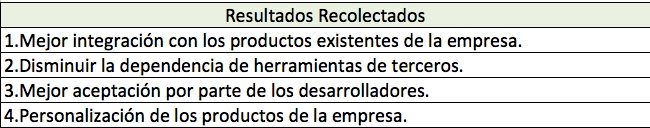 Resultados Recolectados
1.Mejor integración con los productos existentes de la empresa.
2.Disminuir la dependencia de herramientas de terceros.
3.Mejor aceptación por parte de los desarrolladores.
4.Personalización de los productos de la empresa.